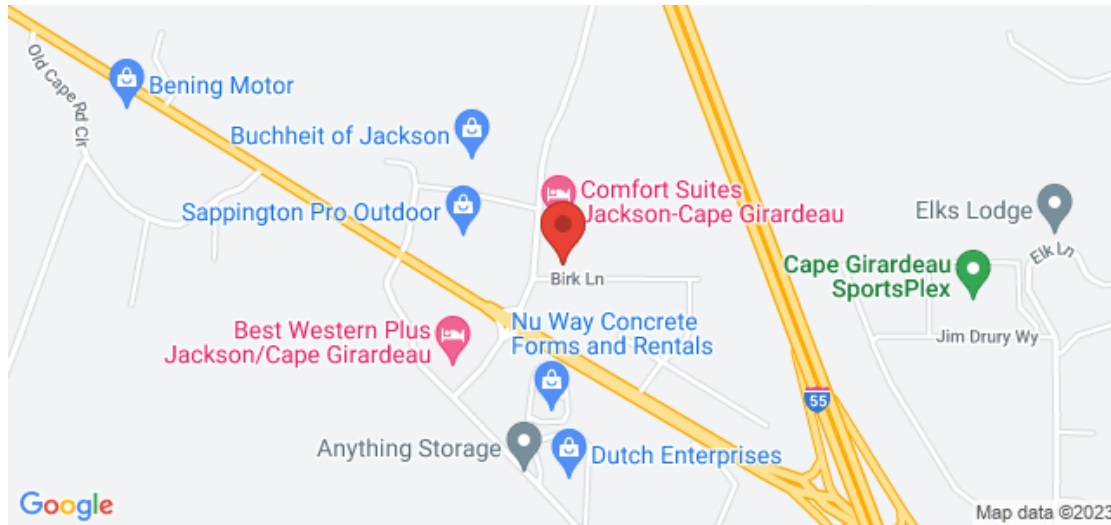 Old Cape Rd Cir
Bening Motor
Buchheit of Jackson
Comfort Suites
Jackson-Cape Girardeau
Sappington Pro Outdoor
Elks Lodge
Elk Ln
Cape Girardeau
SportsPlex
Birk Ln
Nu Way Concrete
Forms and Rentals
Best Western Plus
Jackson/Cape Girardeau
Jim Drury Wy
55
Anything Storage
Dutch Enterprises
Google
Map data ©2023